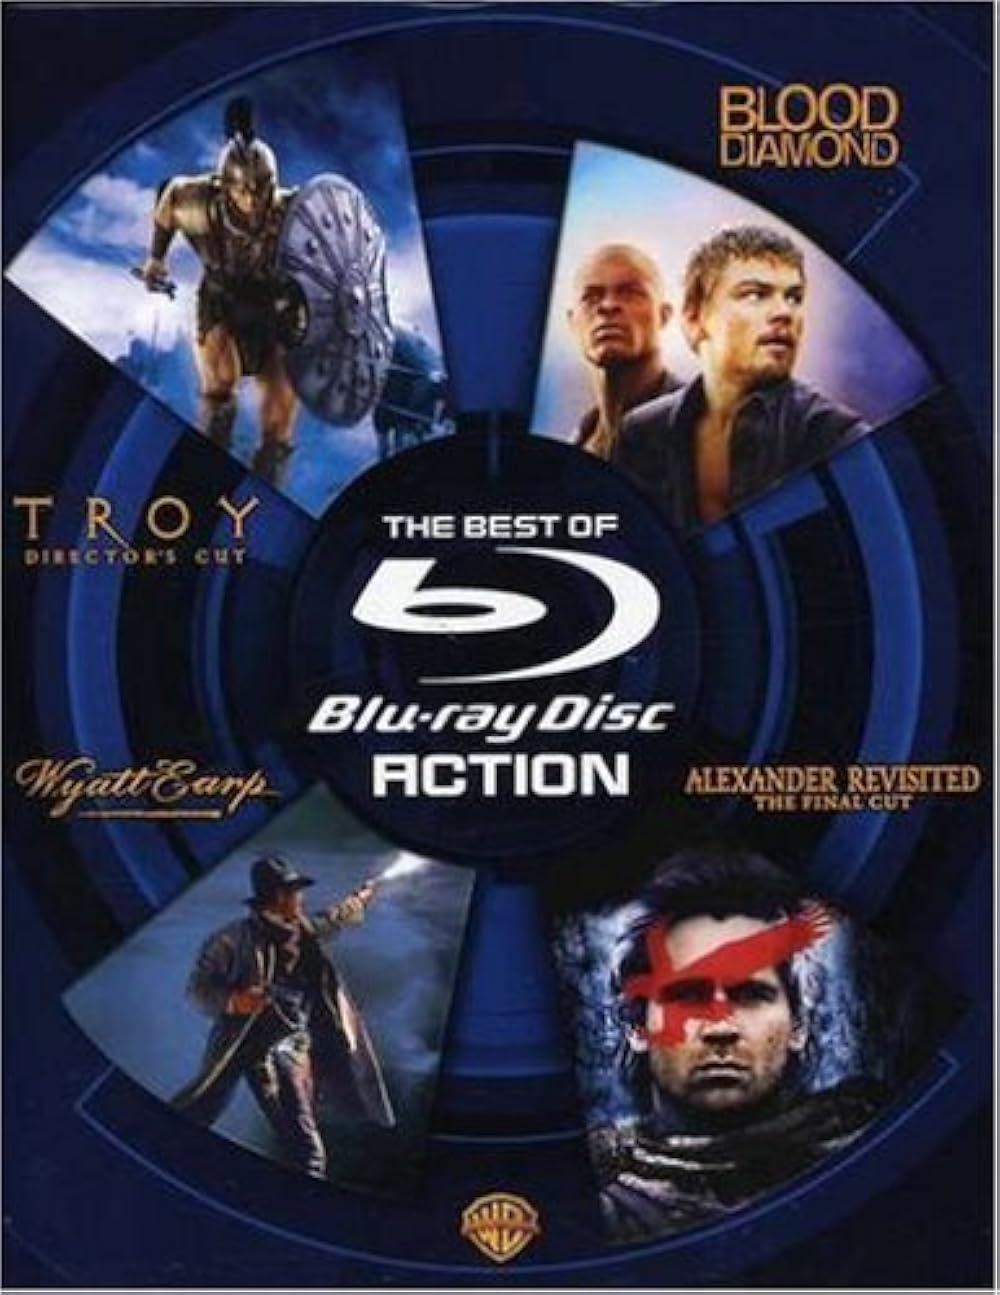 BLOOD
DIAMOND
TROY
DIRECTOR'S CUT
THE BEST OF
Blu-ray Disc
ACTION
Wyatt Earp
ALEXANDER REVISITED
THE FINAL CUT
WB